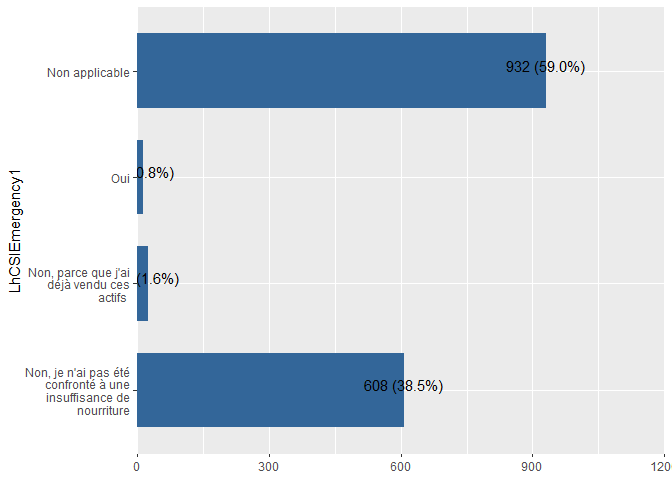 LhCSIEmergency1
Non applicable
932 (59.0%)
Oui
0.8%)
Non, parce que j'ai
déjà vendu ces
actifs
(1.6%)
Non, je n'ai pas été
confronté à une
insuffisance de
nourriture
608 (38.5%)
0
300
600
900
120